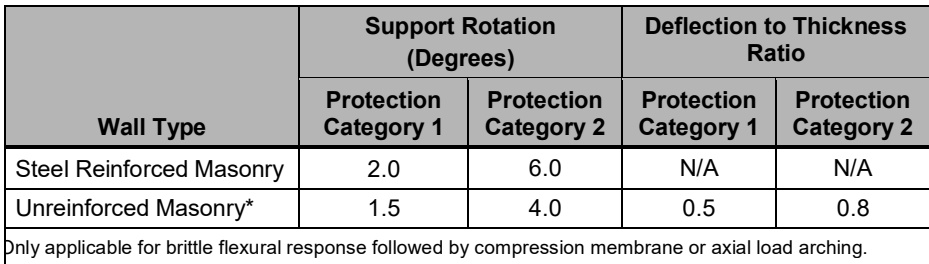 Support Rotation Deflection to Thickness
(Degrees) Ratio
Protection Protection Protection Protection
Wall Type Category 1 Category 2 Category 1 Category 2
Steel Reinforced Masonry 2.0 6.0 N/A N/A
Unreinforced Masonry* 1.5 4.0 0.5 0.8
Only applicable for brittle flexural response followed by compression membrane or axial load arching.